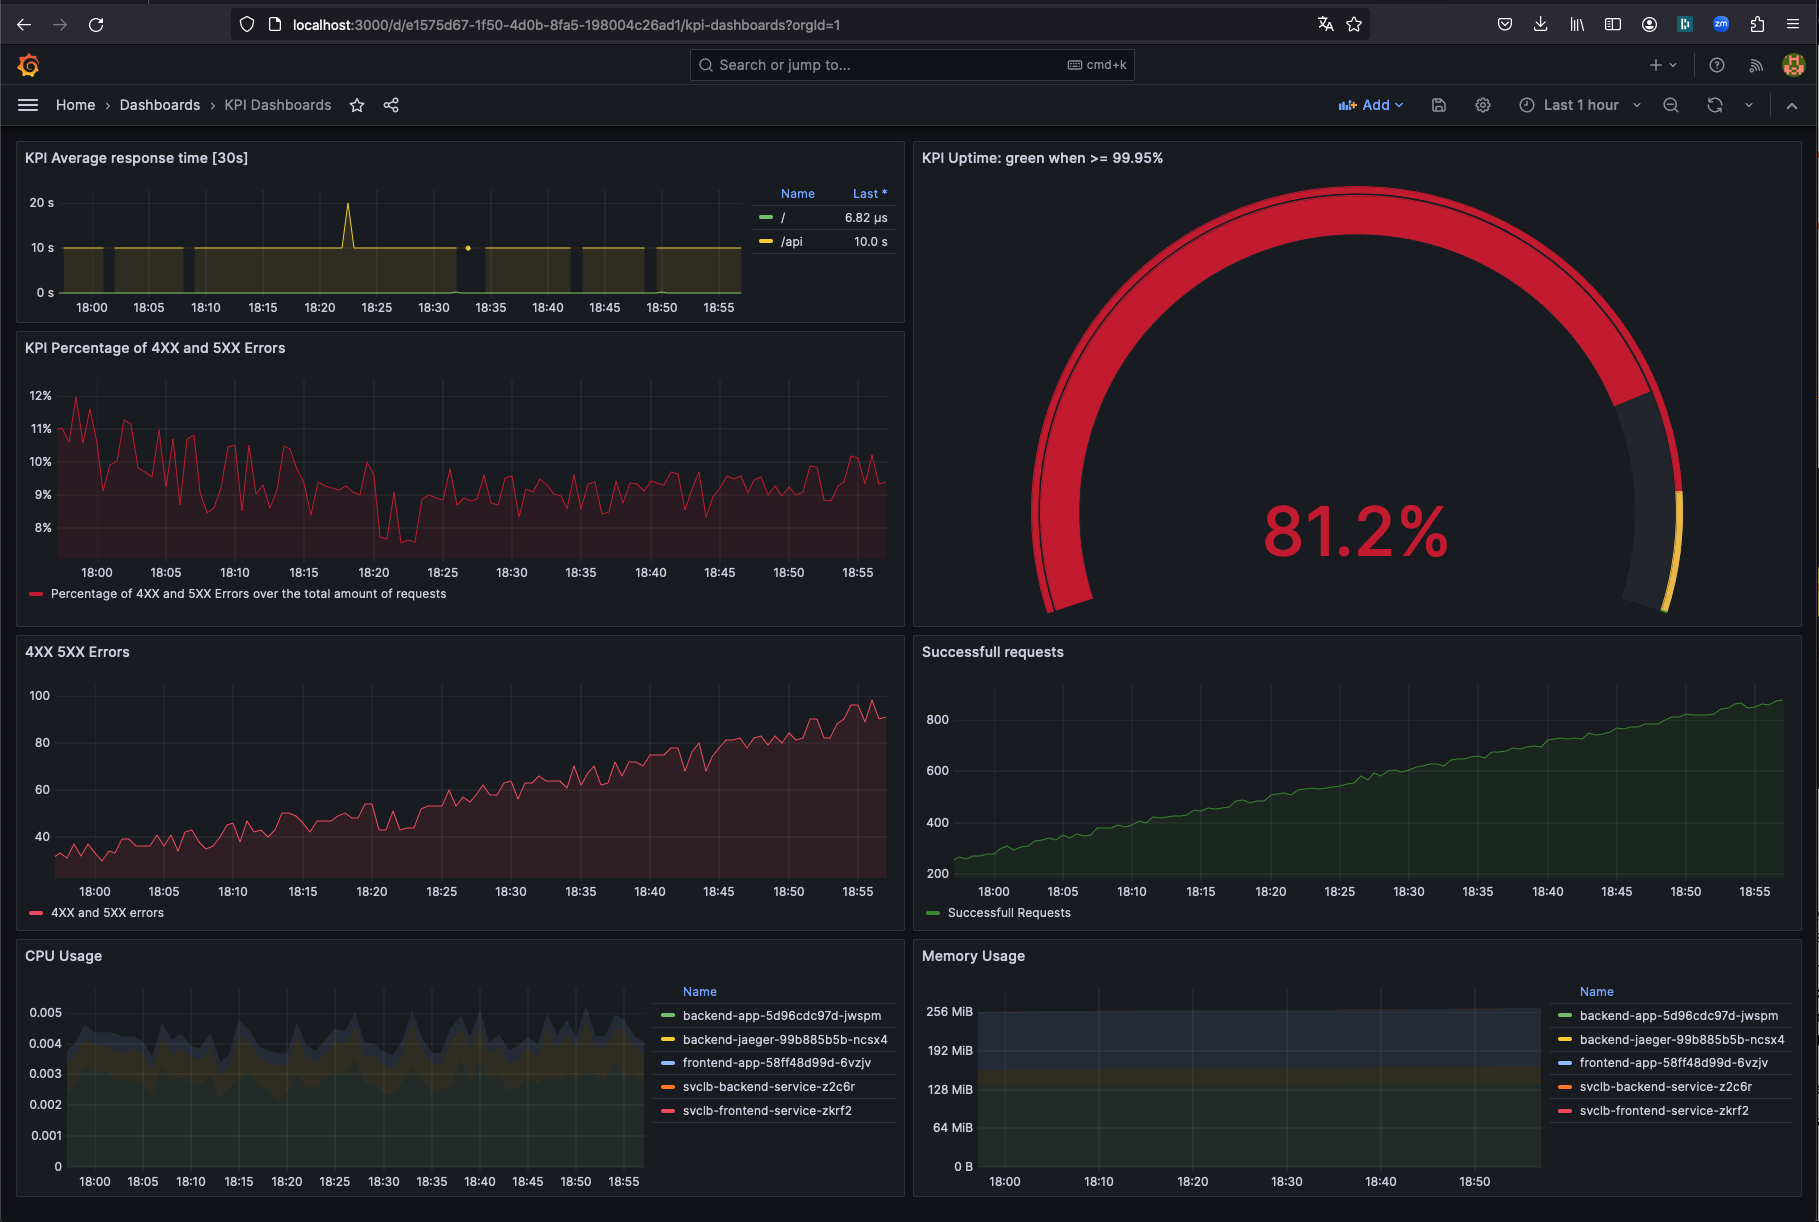 localhost:3000/d/e1575d67-1f50-4d0b-8fa5-198004c26ad1/kpi-dashboards?orgId=1
zm
Search or jump to...
cmd+k
Home › Dashboards › KPI Dashboards
Add
Last 1 hour
KPI Average response time [30s]
20 s
10 s
0 s
18:00 18:05 18:10 18:15 18:20 18:25 18:30 18:35 18:40 18:45 18:50 18:55
Name Last *
/ 6.82 µs
/api 10.0 s
KPI Uptime: green when >= 99.95%
81.2%
KPI Percentage of 4XX and 5XX Errors
12%
11%
10%
9%
8%
18:00 18:05 18:10 18:15 18:20 18:25 18:30 18:35 18:40 18:45 18:50 18:55
Percentage of 4XX and 5XX Errors over the total amount of requests
4XX 5XX Errors
100
80
60
40
18:00 18:05 18:10 18:15 18:20 18:25 18:30 18:35 18:40 18:45 18:50 18:55
4XX and 5XX errors
Successfull requests
800
600
400
200
18:00 18:05 18:10 18:15 18:20 18:25 18:30 18:35 18:40 18:45 18:50 18:55
Successfull Requests
CPU Usage
0.005
0.004
0.003
0.002
0.001
0
18:00 18:05 18:10 18:15 18:20 18:25 18:30 18:35 18:40 18:45 18:50 18:55
Name
backend-app-5d96cdc97d-jwspm
backend-jaeger-99b885b5b-ncsx4
frontend-app-58ff48d99d-6vzjv
svclb-backend-service-z2c6r
svclb-frontend-service-zkrf2
Memory Usage
256 MiB
192 MiB
128 MiB
64 MiB
0 B
18:00 18:10 18:20 18:30 18:40 18:50
Name
backend-app-5d96cdc97d-jwspm
backend-jaeger-99b885b5b-ncsx4
frontend-app-58ff48d99d-6vzjv
svclb-backend-service-z2c6r
svclb-frontend-service-zkrf2